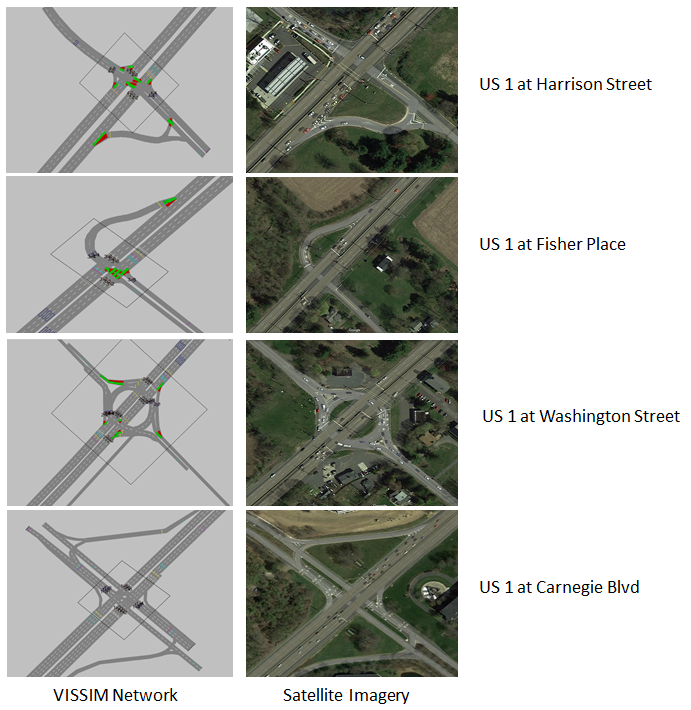 US 1 at Harrison Street
US 1 at Fisher Place
US 1 at Washington Street
US 1 at Carnegie Blvd
VISSIM Network
Satellite Imagery